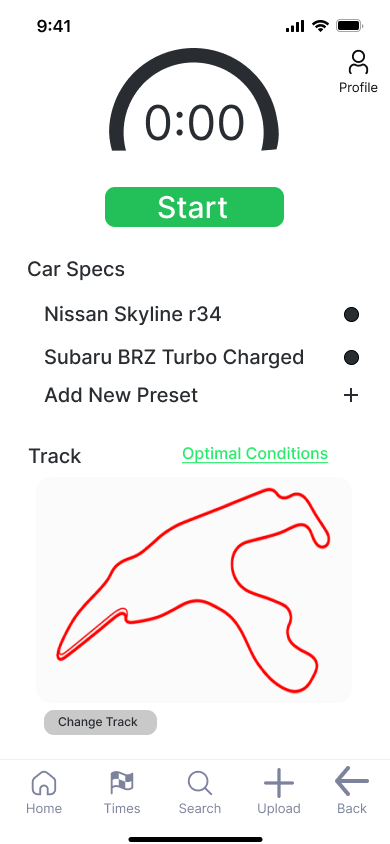 9:41
Profile
0:00
Start
Car Specs
Nissan Skyline r34
Subaru BRZ Turbo Charged
Add New Preset
Track
Optimal Conditions
Change Track
Home
Times
Search
Upload
Back